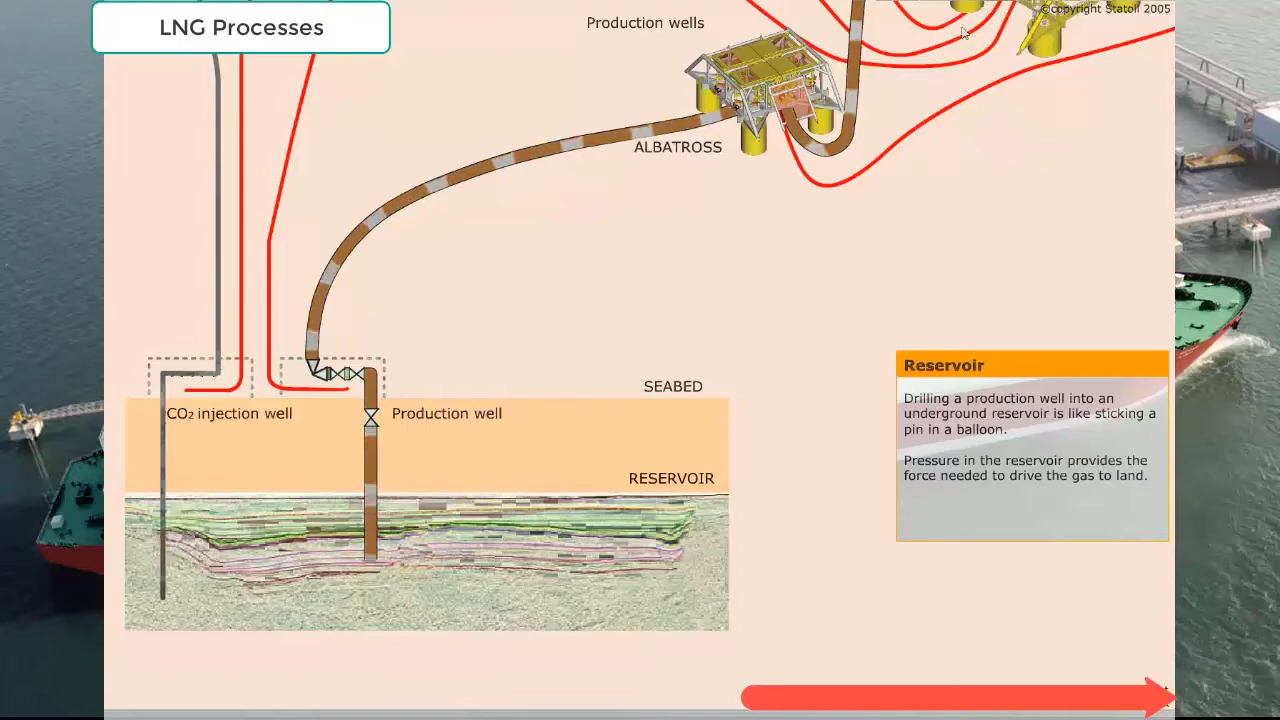 LNG Processes
Production wells
©copyright Statoil 2005
ALBATROSS
SEABED
CO2 injection well
Production well
RESERVOIR
Reservoir
Drilling a production well into an
underground reservoir is like sticking a
pin in a balloon.
Pressure in the reservoir provides the
force needed to drive the gas to land.